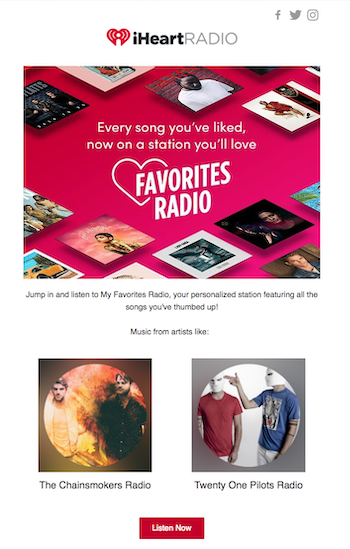 iHeartRADIO
Every song you've liked,
now on a station you'll love
FAVORITES
RADIO
Jump in and listen to My Favorites Radio, your personalized station featuring all the
songs you've thumbed up!
Music from artists like:
The Chainsmokers Radio
Twenty One Pilots Radio
Listen Now